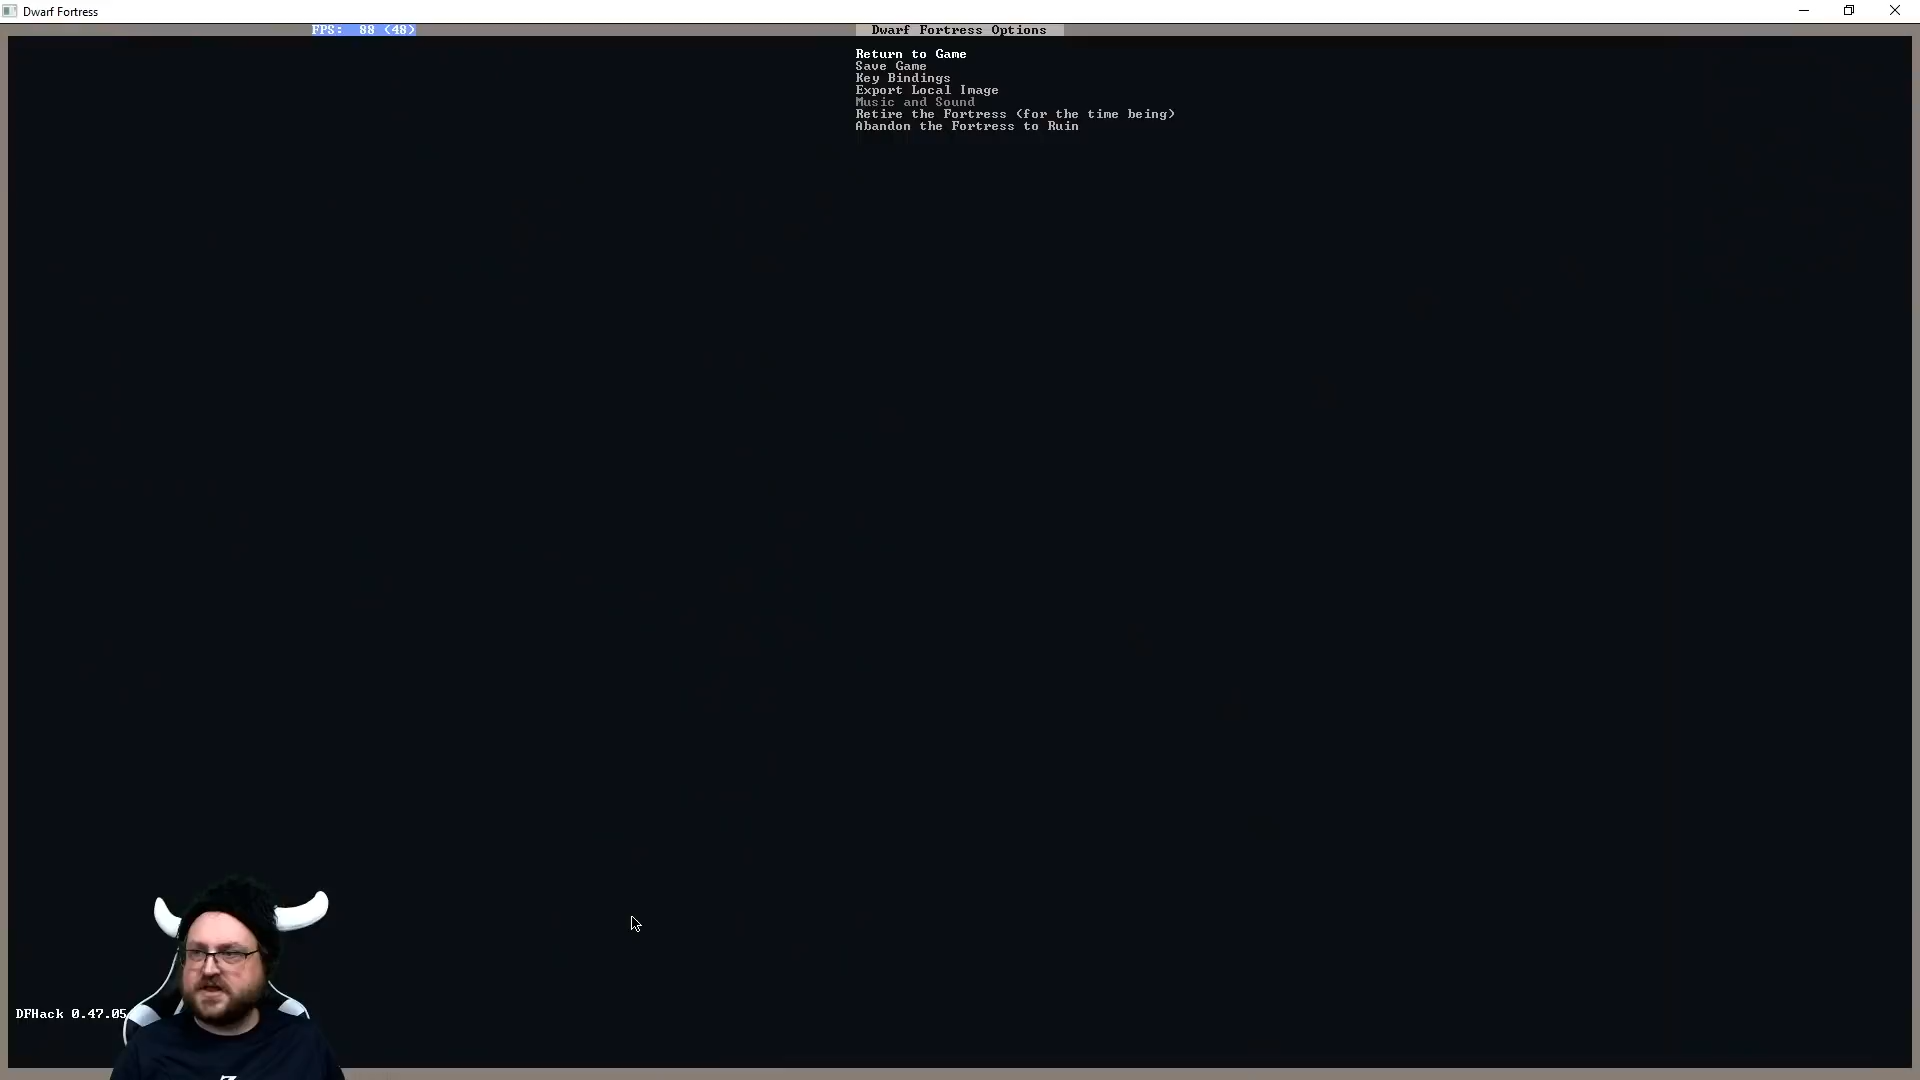 Dwarf Fortress
FPS: 88 (48)
Dwarf Fortress Options
Return to Game
Save Game
Key Bindings
Export Local Image
Music and Sound
Retire the Fortress (for the time being)
Abandon the Fortress to Ruin
DFHack 0.47.05